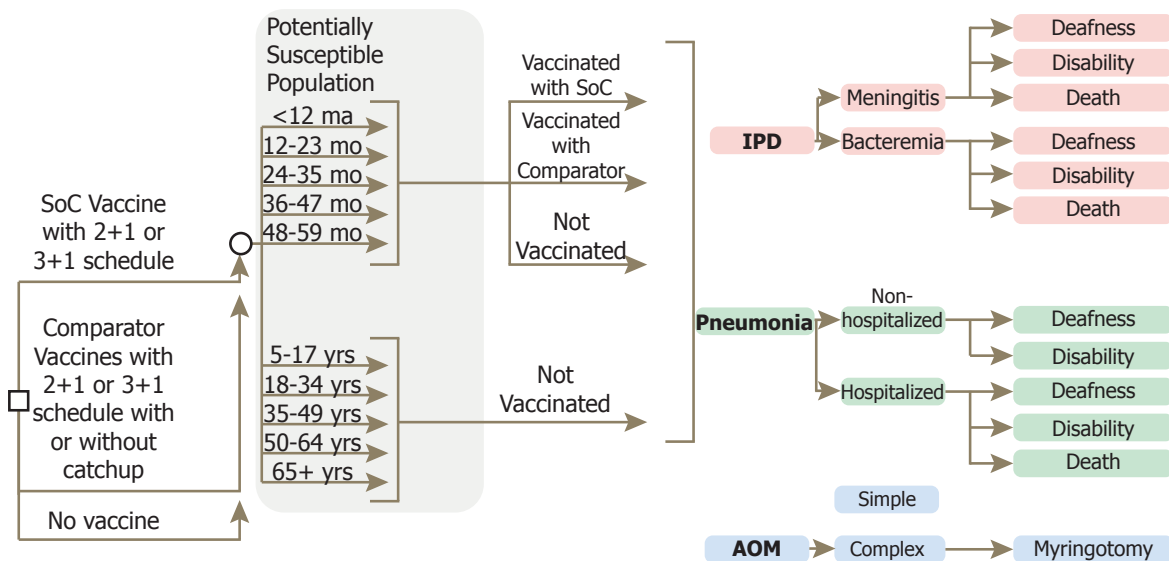 SoC Vaccine
with 2+1 or
3+1 schedule
Comparator
Vaccines with
2+1 or 3+1
schedule with
or without
catchup
No vaccine
Potentially
Susceptible
Population
<12 ma
12-23 mo
24-35 mo
36-47 mo
48-59 mo
5-17 yrs
18-34 yrs
35-49 yrs
50-64 yrs
65+ yrs
Vaccinated
with SoC
Vaccinated
with
Comparator
Not
Vaccinated
Not
Vaccinated
IPD
Meningitis
Deafness
Disability
Death
Bacteremia
Deafness
Disability
Death
Pneumonia
Non-
hospitalized
Deafness
Disability
Hospitalized
Deafness
Disability
Death
Simple
AOM
Complex
Myringotomy